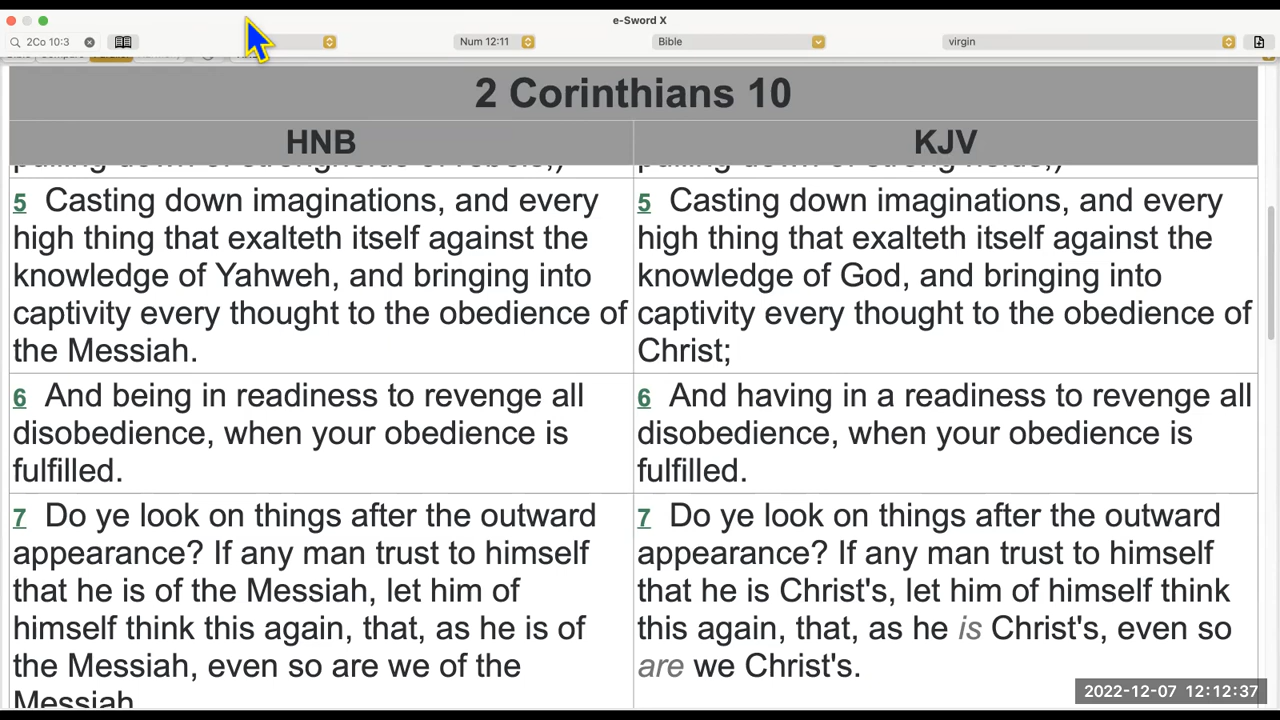 e-Sword X
2Co 10:3
Num 12:11
Bible
virgin
2 Corinthians 10
HNB
KJV
5 Casting down imaginations, and every
high thing that exalteth itself against the
knowledge of Yahweh, and bringing into
captivity every thought to the obedience of
the Messiah.
5 Casting down imaginations, and every
high thing that exalteth itself against the
knowledge of God, and bringing into
captivity every thought to the obedience of
Christ;
6 And being in readiness to revenge all
disobedience, when your obedience is
fulfilled.
6 And having in a readiness to revenge all
disobedience, when your obedience is
fulfilled.
7 Do ye look on things after the outward
appearance? If any man trust to himself
that he is of the Messiah, let him of
himself think this again, that, as he is of
the Messiah, even so are we of the
Messiah
7 Do ye look on things after the outward
appearance? If any man trust to himself
that he is Christ's, let him of himself think
this again, that, as he is Christ's, even so
are we Christ's.
2022-12-07 12:12:37